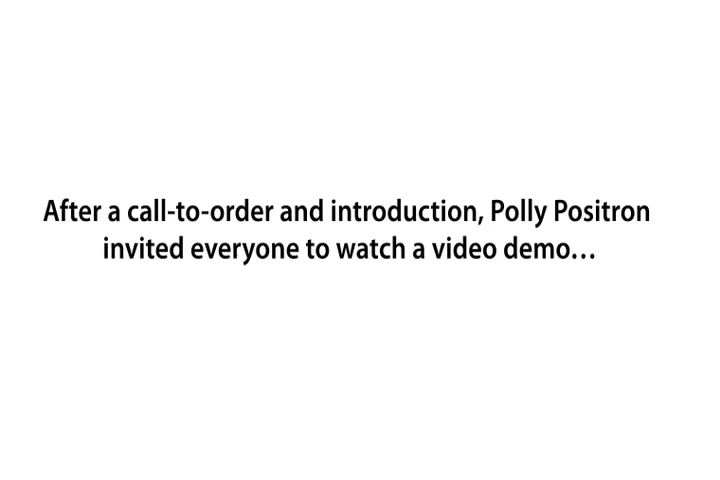 After a call-to-order and introduction, Polly Positron
invited everyone to watch a video demo…